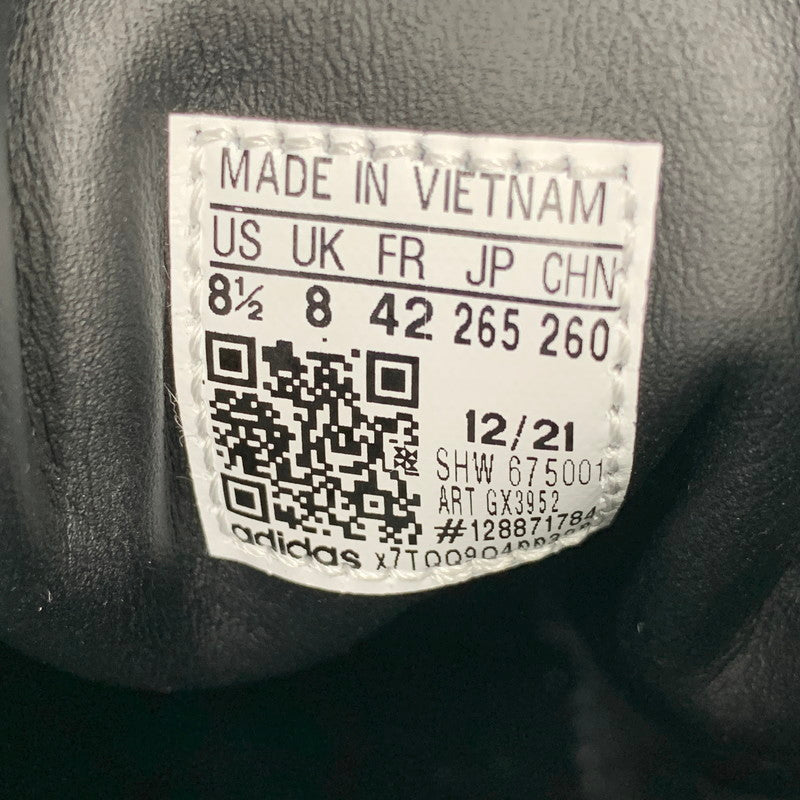 MADE IN VIETNAM
US UK FR JP CHN
8½ 8 42 265 260
12/21
SHW 675001
ART GX3952
#128871784
adidas